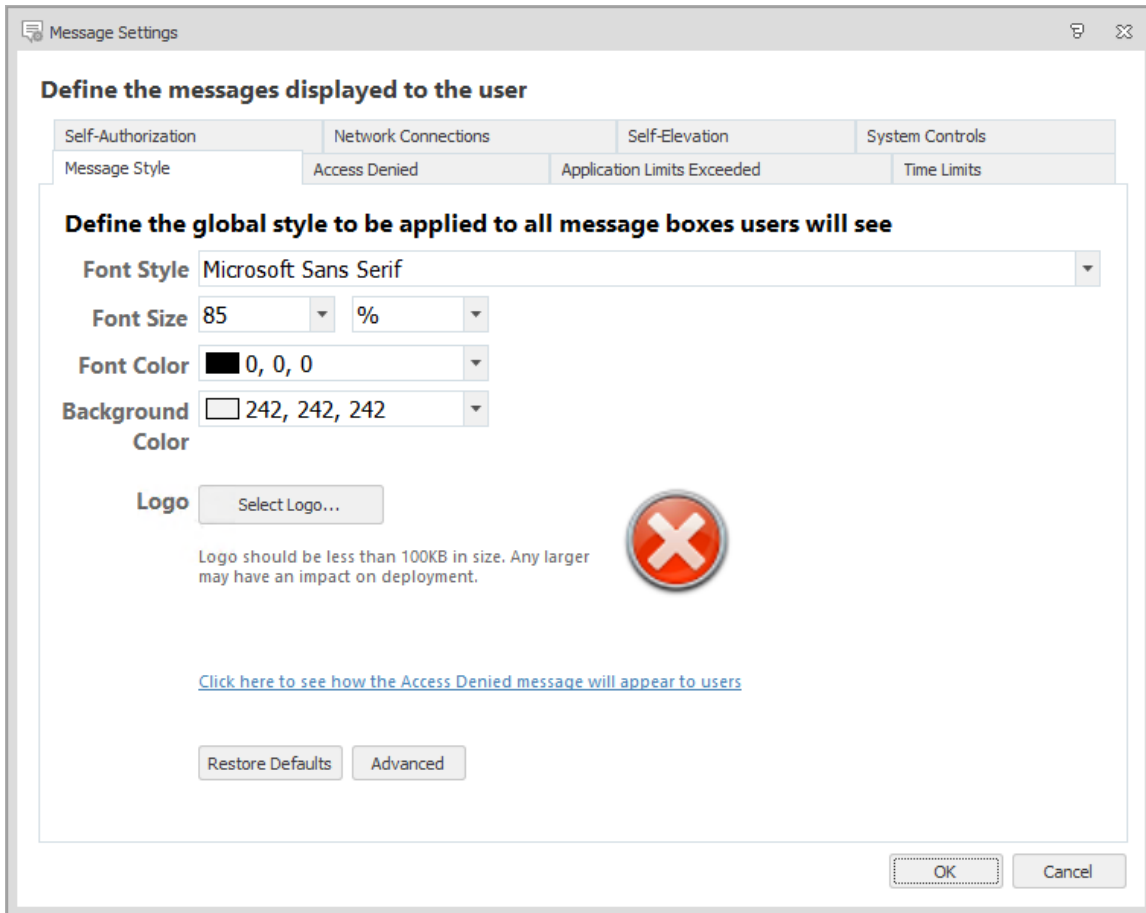 Message Settings
Define the messages displayed to the user
Self-Authorization Network Connections Self-Elevation System Controls
Message Style Access Denied Application Limits Exceeded Time Limits
Define the global style to be applied to all message boxes users will see
Font Style Microsoft Sans Serif
Font Size 85 %
Font Color 0, 0, 0
Background 242, 242, 242
Color
Logo Select Logo...
Logo should be less than 100KB in size. Any larger
may have an impact on deployment.
Click here to see how the Access Denied message will appear to users
Restore Defaults Advanced
OK Cancel